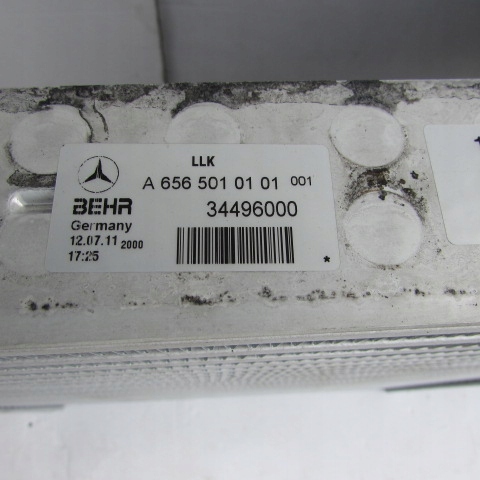 LLK
A 656 501 01 01 001
BEHR 34496000
Germany
12.07.11 2000
17:25
*